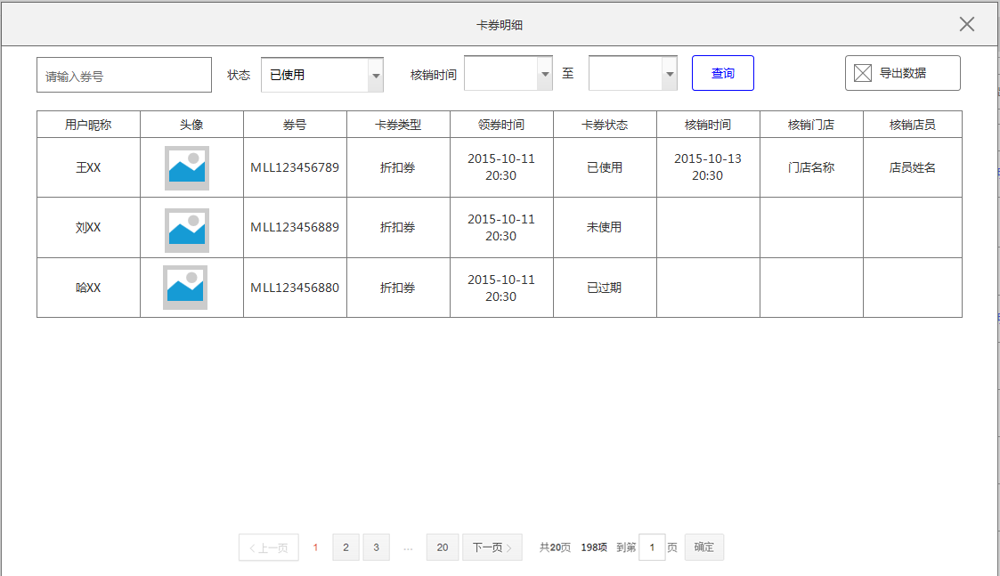 卡券明细
请输入券号 状态 已使用 核销时间 至 查询 导出数据
用户昵称 头像 券号 卡券类型 领券时间 卡券状态 核销时间 核销门店 核销店员
王XX MLL123456789 折扣券 2015-10-11 20:30 已使用 2015-10-13 20:30 门店名称 店员姓名
刘XX MLL123456889 折扣券 2015-10-11 20:30 未使用
哈XX MLL123456880 折扣券 2015-10-11 20:30 已过期
上一页 1 2 3 ... 20 下一页 共20页 198项 到第 1 页 确定